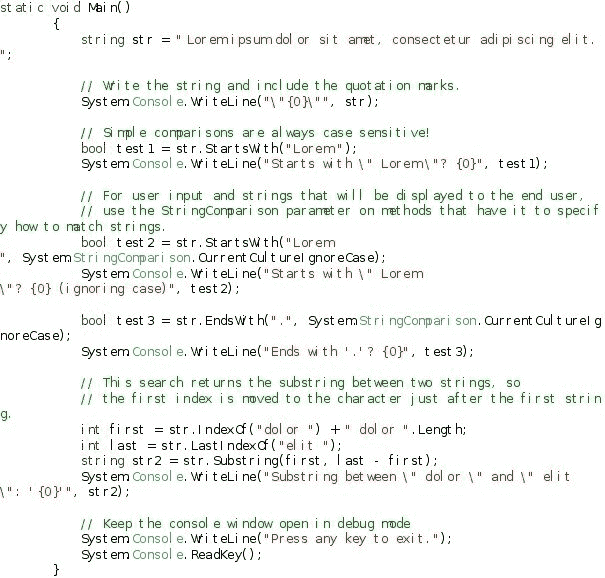 static void Main()
{
string str = " Lorem ipsum dolor sit amet, consectetur adipiscing elit.
";
// Write the string and include the quotation marks.
System.Console.WriteLine("\"{0}\"", str);
// Simple comparisons are always case sensitive!
bool test1 = str.StartsWith("Lorem");
System.Console.WriteLine("Starts with \" Lorem\"? {0}", test1);
// For user input and strings that will be displayed to the end user,
// use the StringComparison parameter on methods that have it to specif
y how to match strings.
bool test2 = str.StartsWith("Lorem
", System.StringComparison.CurrentCultureIgnoreCase);
System.Console.WriteLine("Starts with \" Lorem
\"? {0} (ignoring case)", test2);
bool test3 = str.EndsWith(".", System.StringComparison.CurrentCultureIg
noreCase);
System.Console.WriteLine("Ends with '.'? {0}", test3);
// This search returns the substring between two strings, so
// the first index is moved to the character just after the first strin
g.
int first = str.IndexOf("dolor ") + " dolor ".Length;
int last = str.LastIndexOf("elit ");
string str2 = str.Substring(first, last - first);
System.Console.WriteLine("Substring between \" dolor \" and \" elit
\": '{0}'", str2);
// Keep the console window open in debug mode
System.Console.WriteLine("Press any key to exit.");
System.Console.ReadKey();
}